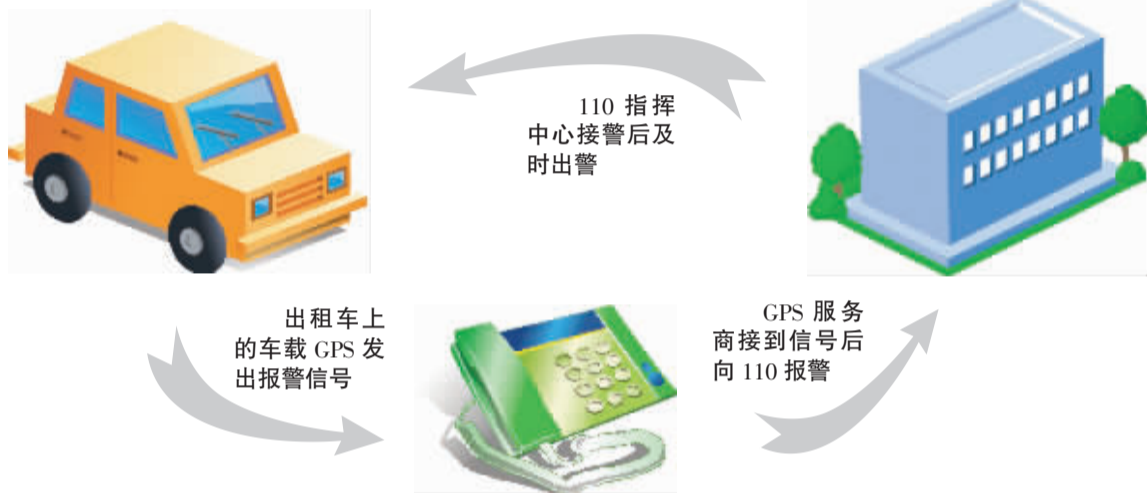 110 指挥
中心接警后及
时出警
出租车上
的车载 GPS 发
出报警信号
GPS 服务
商接到信号后
向 110 报警